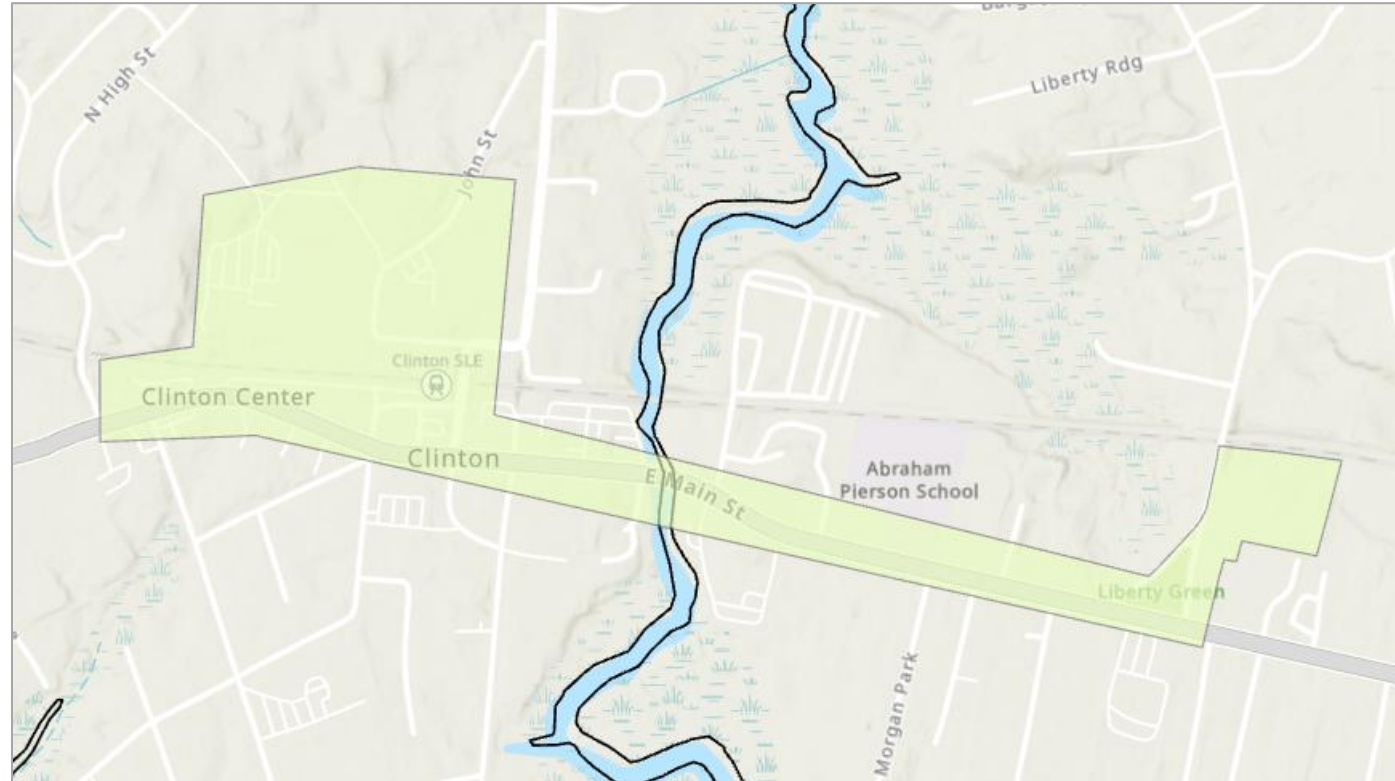 N High St
John St
Liberty Rdg
Clinton SLE
Clinton Center
Clinton
E Main St
Abraham
Pierson School
Liberty Green
Morgan Park